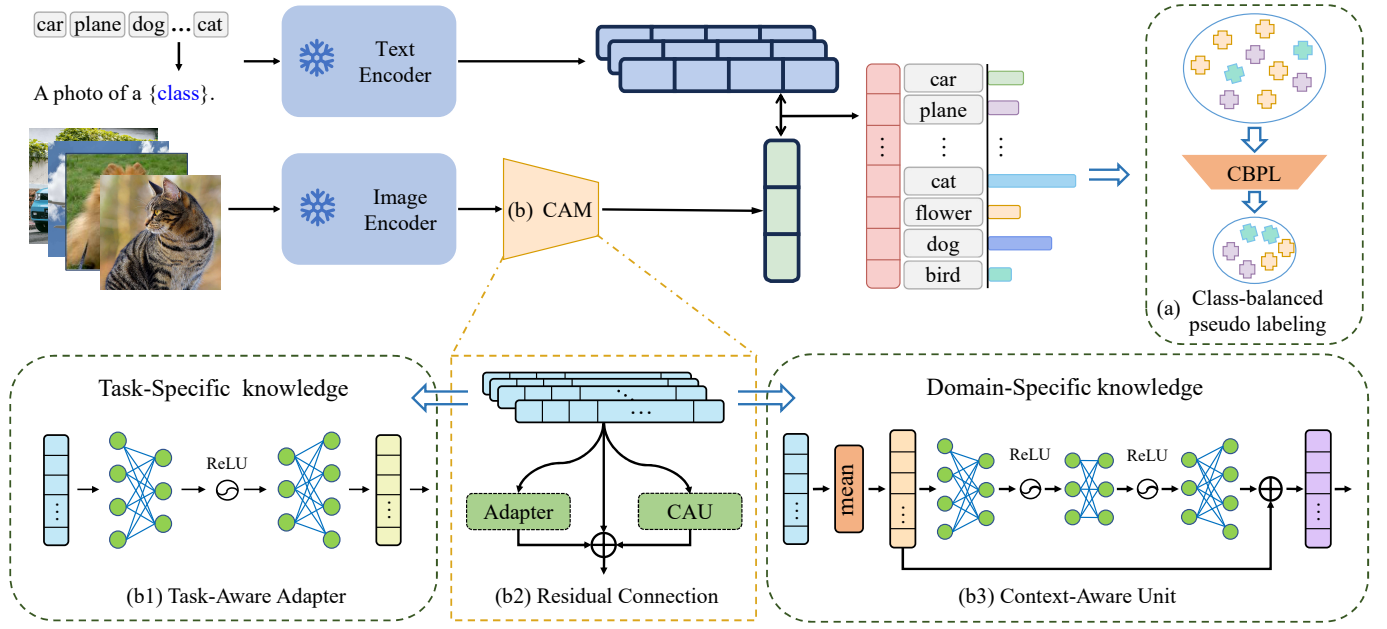 car plane dog ... cat
A photo of a {class}.
Text
Encoder
Image
Encoder
(b) CAM
car
plane
⋮ ⋮ ⋮
cat
flower
dog
bird
CBPL
(a) Class-balanced
pseudo labeling
Task-Specific knowledge
ReLU
⋮ ⋮
(b1) Task-Aware Adapter
⋱
...
Adapter
CAU
(b2) Residual Connection
Domain-Specific knowledge
mean
ReLU
ReLU
⋮ ⋮ ⋮
(b3) Context-Aware Unit